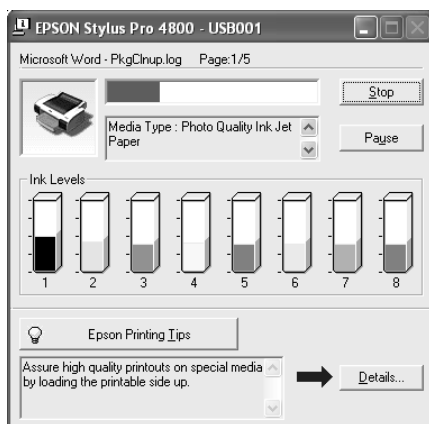 EPSON Stylus Pro 4800 - USB001
Microsoft Word - PkgClnup.log Page:1/5
Stop
Media Type : Photo Quality Ink Jet
Paper
Pause
Ink Levels
1 2 3 4 5 6 7 8
Epson Printing Tips
Assure high quality printouts on special media
by loading the printable side up.
Details...